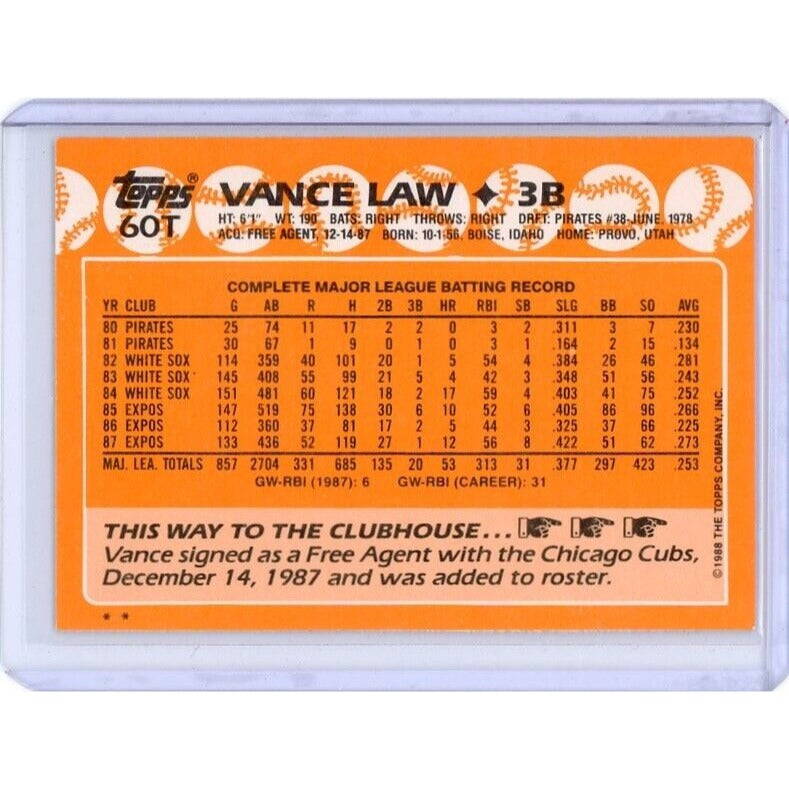 Topps® VANCE LAW ✦ 3B
60T HT: 6'1" WT: 190 BATS: RIGHT THROWS: RIGHT DRFT: PIRATES #38-JUNE, 1978
ACQ: FREE AGENT, 12-14-87 BORN: 10-1-56, BOISE, IDAHO HOME: PROVO, UTAH
COMPLETE MAJOR LEAGUE BATTING RECORD
YR CLUB G AB R H 2B 3B HR RBI SB SLG BB SO AVG
80 PIRATES 25 74 11 17 2 2 0 3 2 .311 3 7 .230
81 PIRATES 30 67 1 9 0 1 0 3 1 .164 2 15 .134
82 WHITE SOX 114 359 40 101 20 1 5 54 4 .384 26 46 .281
83 WHITE SOX 145 408 55 99 21 5 4 42 3 .348 51 56 .243
84 WHITE SOX 151 481 60 121 18 2 17 59 4 .403 41 75 .252
85 EXPOS 147 519 75 138 30 6 10 52 6 .405 86 96 .266
86 EXPOS 112 360 37 81 17 2 5 44 3 .325 37 66 .225
87 EXPOS 133 436 52 119 27 1 12 56 8 .422 51 62 .273
MAJ. LEA. TOTALS 857 2704 331 685 135 20 53 313 31 .377 297 423 .253
GW-RBI (1987): 6 GW-RBI (CAREER): 31
THIS WAY TO THE CLUBHOUSE...
Vance signed as a Free Agent with the Chicago Cubs,
December 14, 1987 and was added to roster.
* *
©1988 THE TOPPS COMPANY, INC.